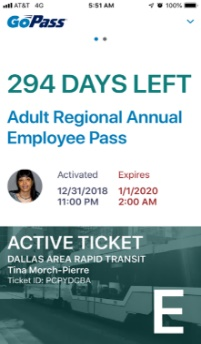 AT&T 4G 5:51 AM 100%
GoPass
294 DAYS LEFT
Adult Regional Annual
Employee Pass
Activated Expires
12/31/2018 1/1/2020
11:00 PM 2:00 AM
ACTIVE TICKET
DALLAS AREA RAPID TRANSIT
Tina Morch-Pierre
Ticket ID: PCPYDGBA
E